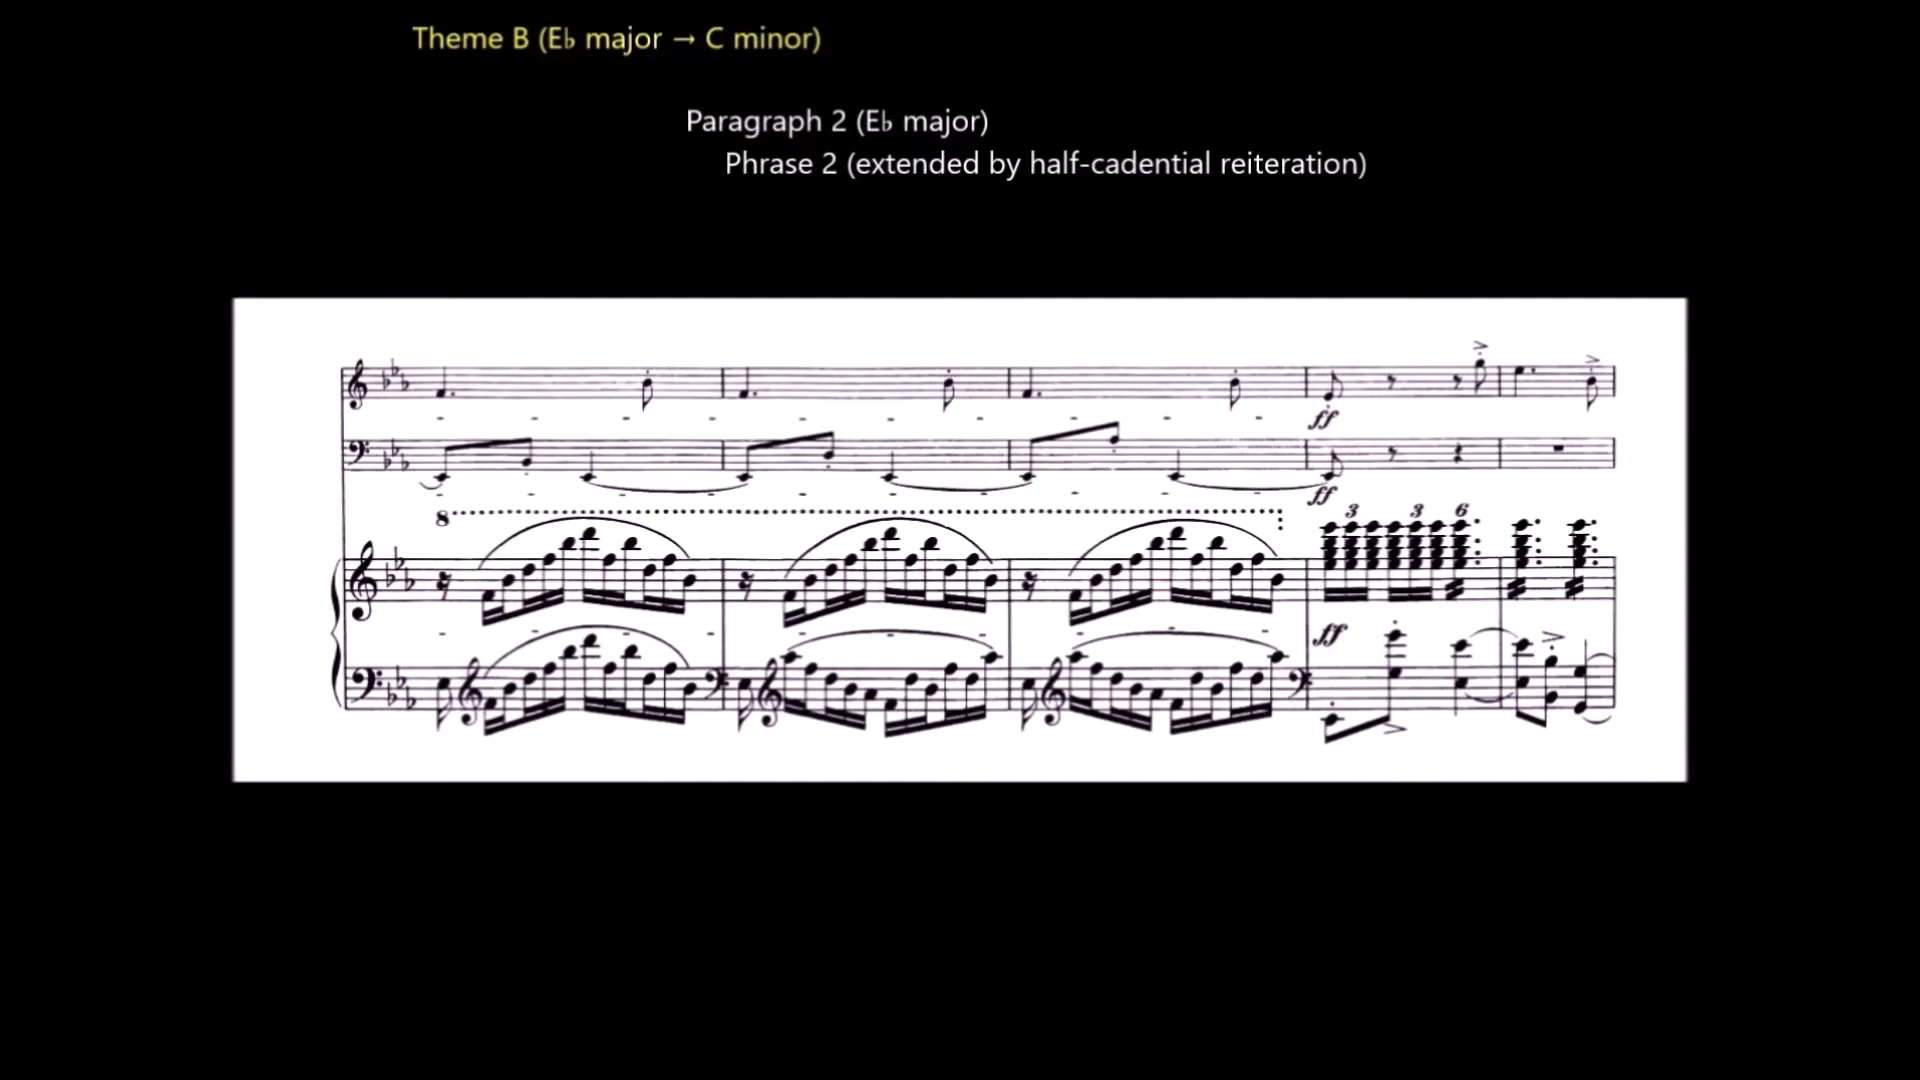 Theme B (E♭ major → C minor)
Paragraph 2 (E♭ major)
Phrase 2 (extended by half-cadential reiteration)
ff
ff
8
3 3 6
ff